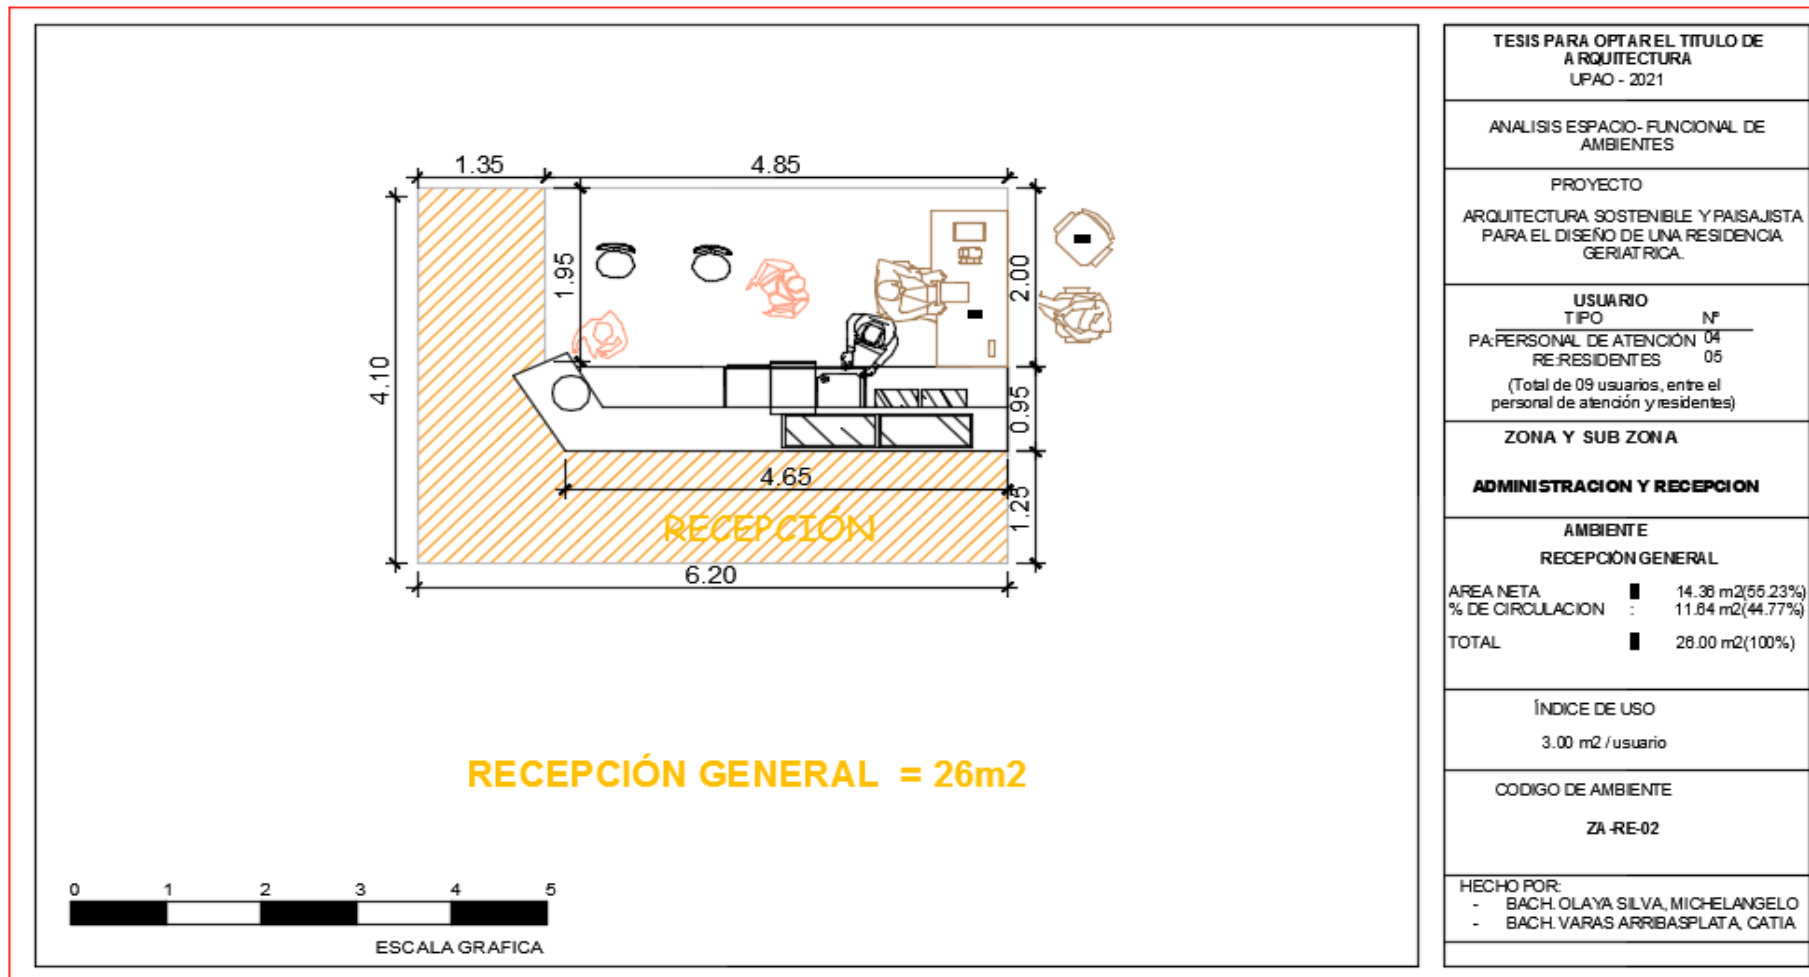 1.35
4.85
1.95
2.00
4.10
0.95
4.65
1.25
RECEPCIÓN
6.20
RECEPCIÓN GENERAL = 26m2
0 1 2 3 4 5
ESCALA GRAFICA
TESIS PARA OPTAR EL TITULO DE
ARQUITECTURA
UPAO - 2021
ANALISIS ESPACIO- FUNCIONAL DE
AMBIENTES
PROYECTO
ARQUITECTURA SOSTENIBLE Y PAISAJISTA
PARA EL DISEÑO DE UNA RESIDENCIA
GERIATRICA.
USUARIO
TIPO Nº
PA:PERSONAL DE ATENCIÓN 04
RE:RESIDENTES 05
(Total de 09 usuarios, entre el
personal de atención y residentes)
ZONA Y SUB ZONA
ADMINISTRACION Y RECEPCION
AMBIENTE
RECEPCIÓN GENERAL
AREA NETA 14.36 m2(55.23%)
% DE CIRCULACION : 11.64 m2(44.77%)
TOTAL 26.00 m2(100%)
ÍNDICE DE USO
3.00 m2 / usuario
CODIGO DE AMBIENTE
ZA-RE-02
HECHO POR:
- BACH. OLAYA SILVA, MICHELANGELO
- BACH. VARAS ARRIBASPLATA, CATIA